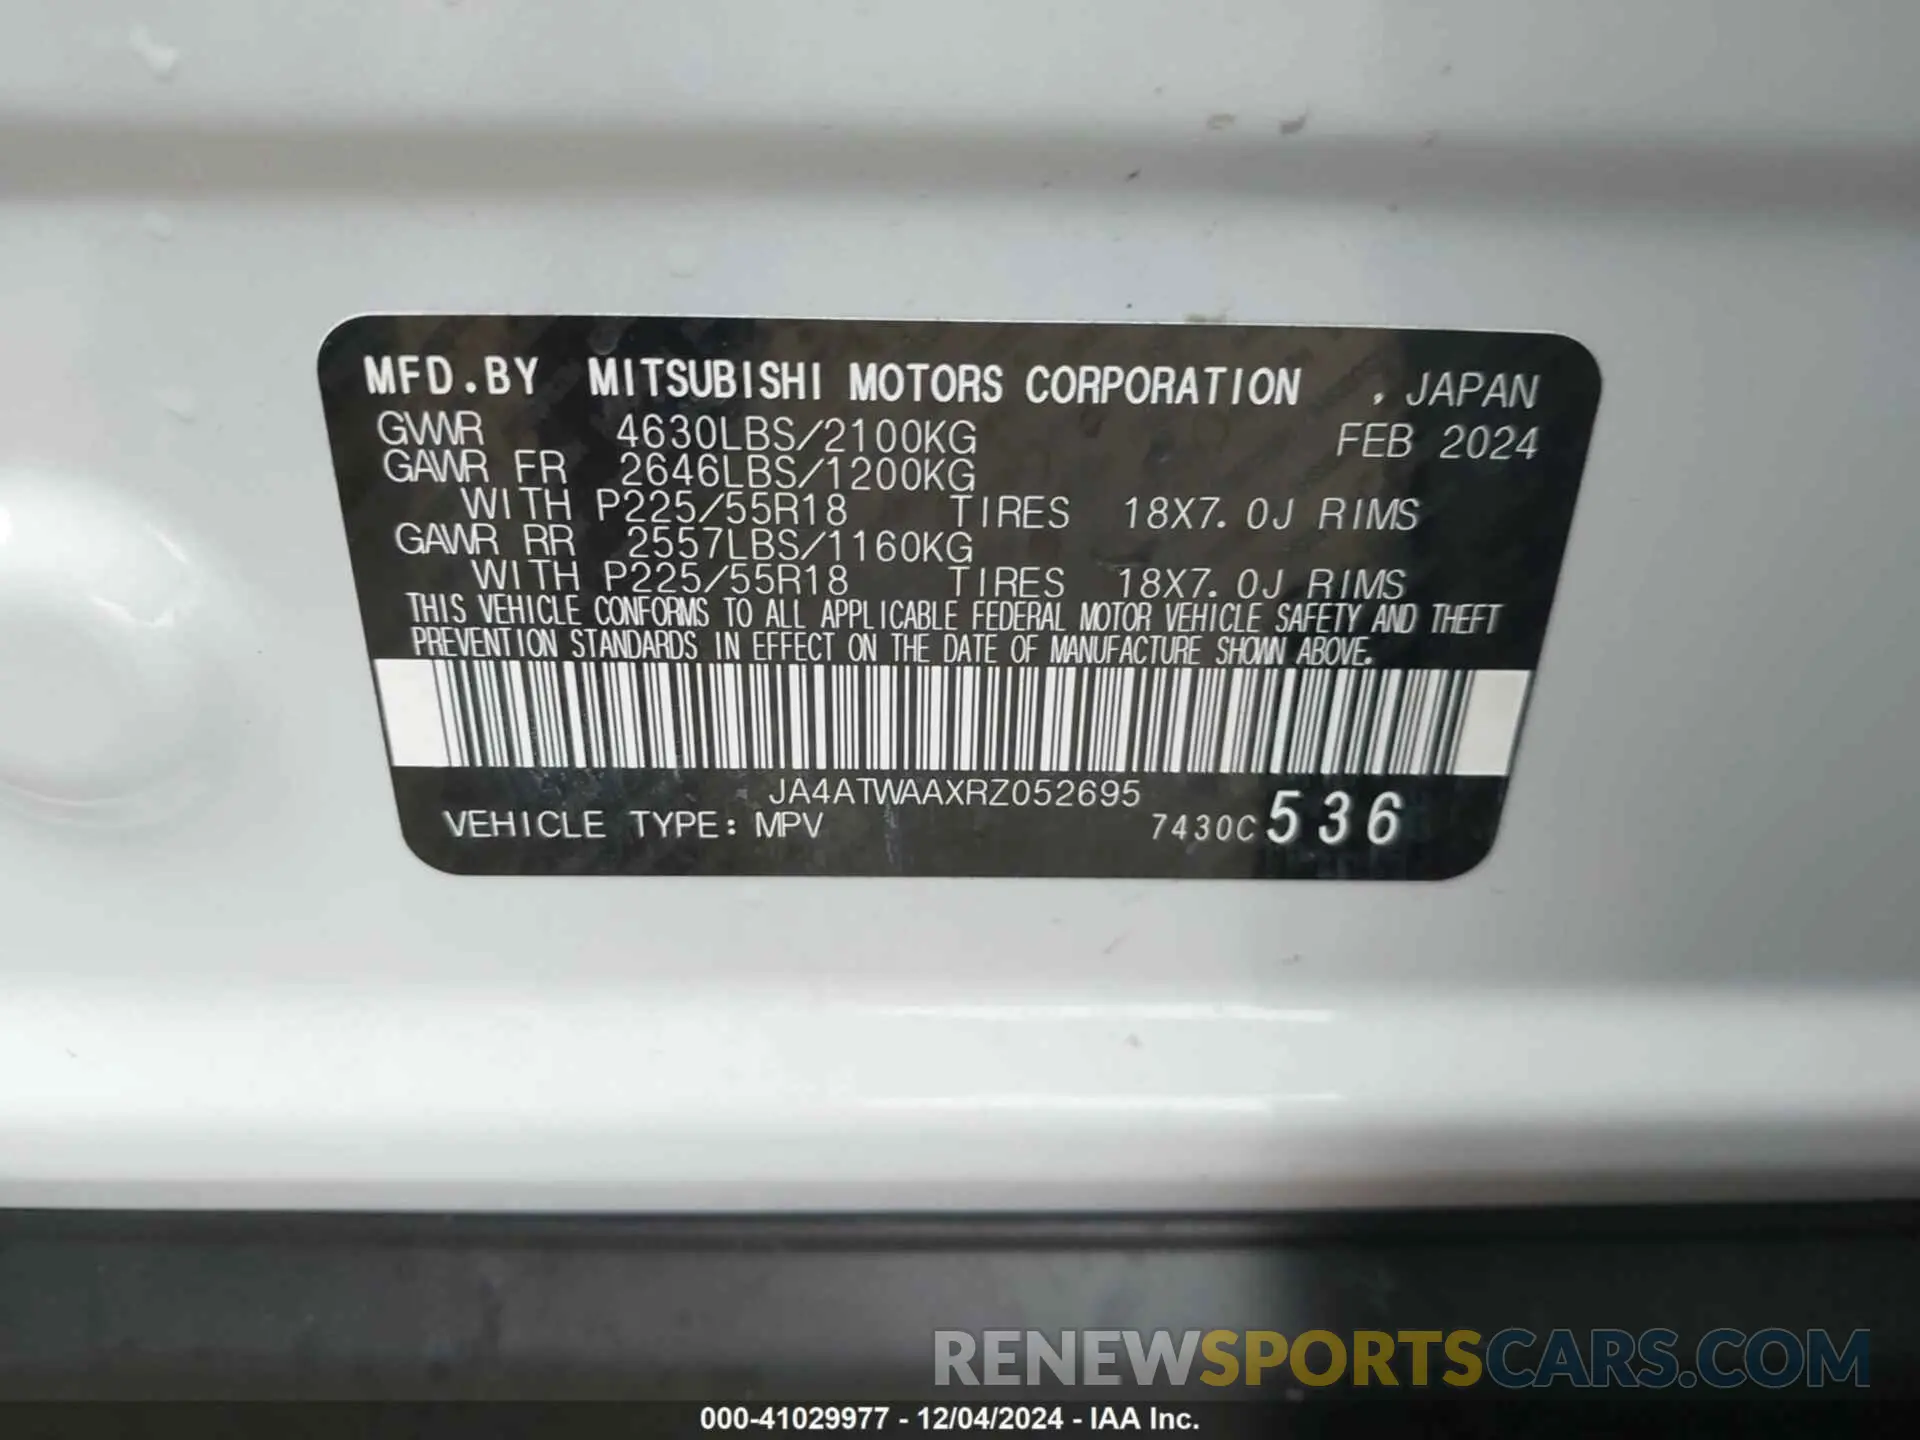 MFD.BY MITSUBISHI MOTORS CORPORATION , JAPAN
GVWR 4630LBS/2100KG FEB 2024
GAWR FR 2646LBS/1200KG
WITH P225/55R18 TIRES 18X7.0J RIMS
GAWR RR 2557LBS/1160KG
WITH P225/55R18 TIRES 18X7.0J RIMS
THIS VEHICLE CONFORMS TO ALL APPLICABLE FEDERAL MOTOR VEHICLE SAFETY AND THEFT
PREVENTION STANDARDS IN EFFECT ON THE DATE OF MANUFACTURE SHOWN ABOVE.
JA4ATWAAXRZ052695
VEHICLE TYPE: MPV 7430C 536
RENEWSPORTSCARS.COM
000-41029977 - 12/04/2024 - IAA Inc.